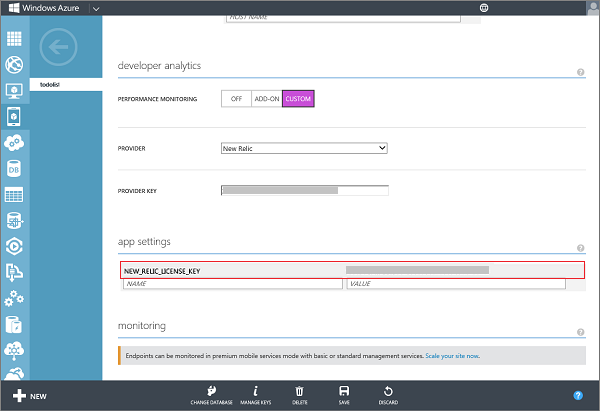 Windows Azure
HOST NAME
todolist
developer analytics
?
PERFORMANCE MONITORING
OFF
ADD-ON
CUSTOM
PROVIDER
New Relic
PROVIDER KEY
app settings
?
NEW_RELIC_LICENSE_KEY
NAME
VALUE
monitoring
?
Endpoints can be monitored in premium mobile services mode with basic or standard management services. Scale your site now.
DB
NEW
CHANGE DATABASE
MANAGE KEYS
DELETE
SAVE
DISCARD
?